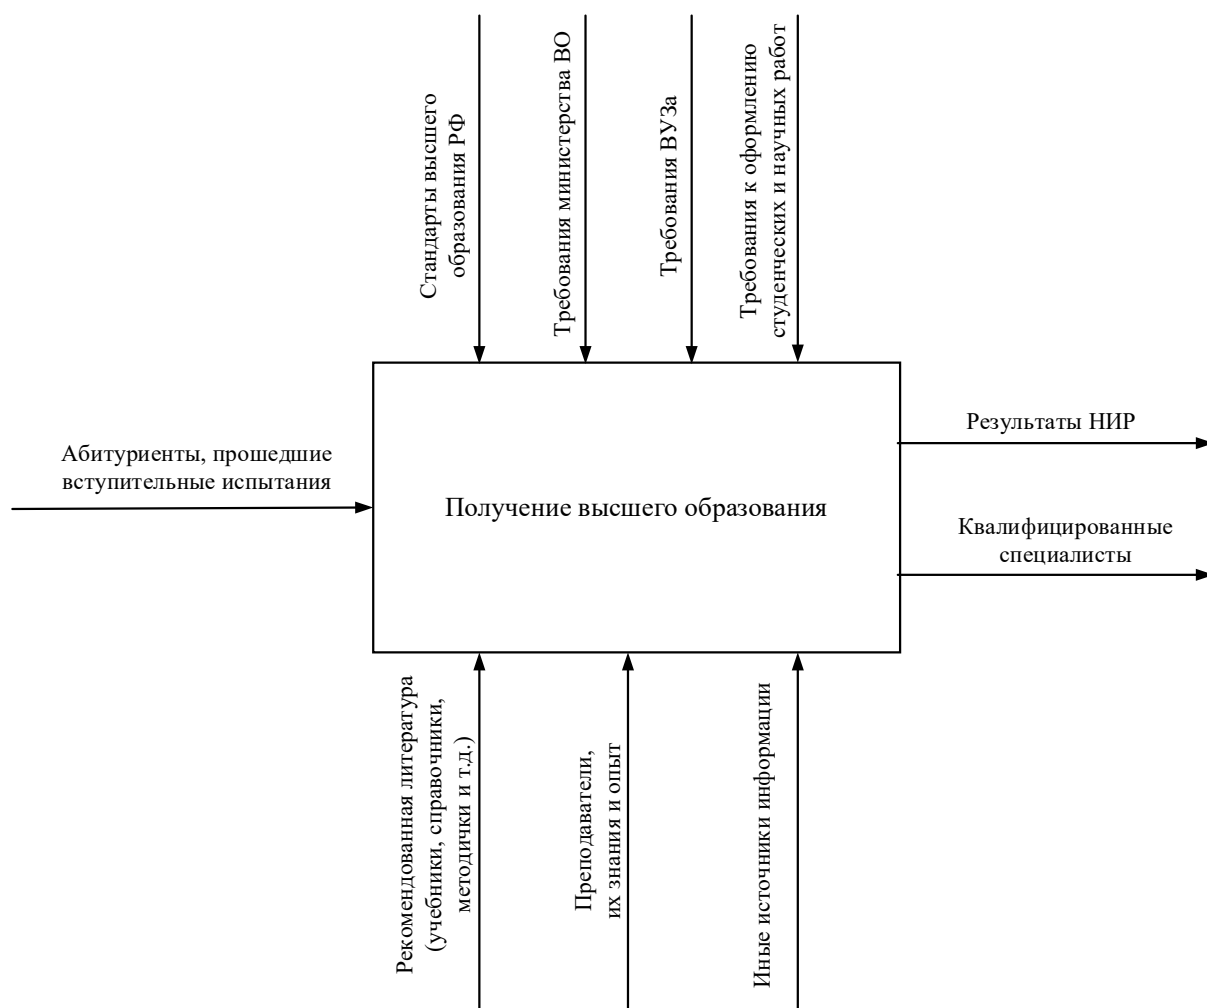 Стандарты высшего
образования РФ
Требования министерства ВО
Требования ВУЗа
Требования к оформлению
студенческих и научных работ
Абитуриенты, прошедшие
вступительные испытания
Получение высшего образования
Результаты НИР
Квалифицированные
специалисты
Рекомендованная литература
(учебники, справочники,
методички и т.д.)
Преподаватели,
их знания и опыт
Иные источники информации